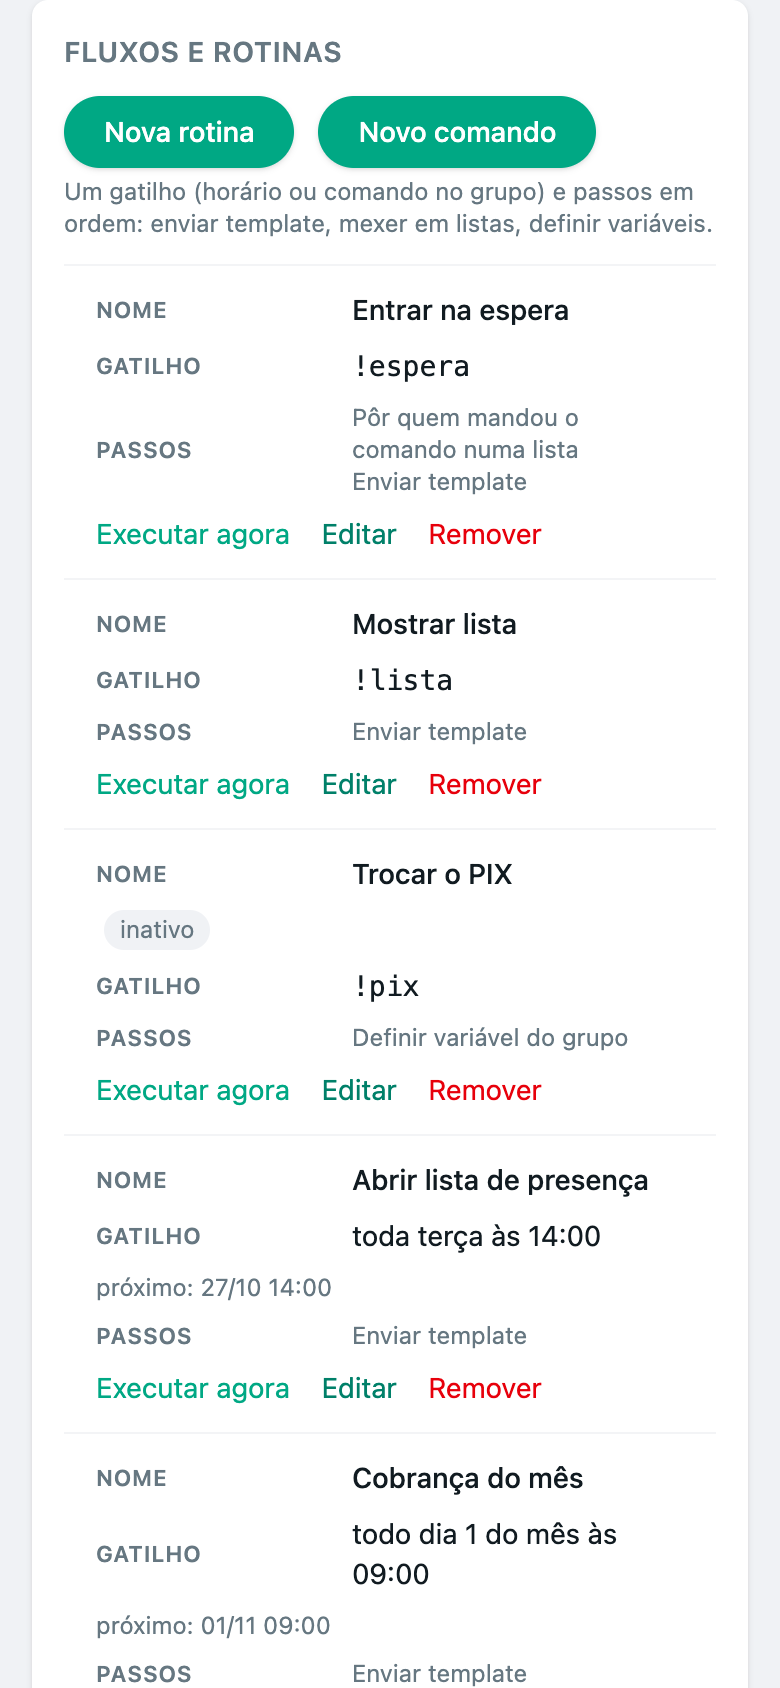 FLUXOS E ROTINAS
Nova rotina
Novo comando
Um gatilho (horário ou comando no grupo) e passos em
ordem: enviar template, mexer em listas, definir variáveis.
NOME
Entrar na espera
GATILHO
!espera
PASSOS
Pôr quem mandou o
comando numa lista
Enviar template
Executar agora
Editar
Remover
NOME
Mostrar lista
GATILHO
!lista
PASSOS
Enviar template
Executar agora
Editar
Remover
NOME
Trocar o PIX
inativo
GATILHO
!pix
PASSOS
Definir variável do grupo
Executar agora
Editar
Remover
NOME
Abrir lista de presença
GATILHO
toda terça às 14:00
próximo: 27/10 14:00
PASSOS
Enviar template
Executar agora
Editar
Remover
NOME
Cobrança do mês
GATILHO
todo dia 1 do mês às
09:00
próximo: 01/11 09:00
PASSOS
Enviar template